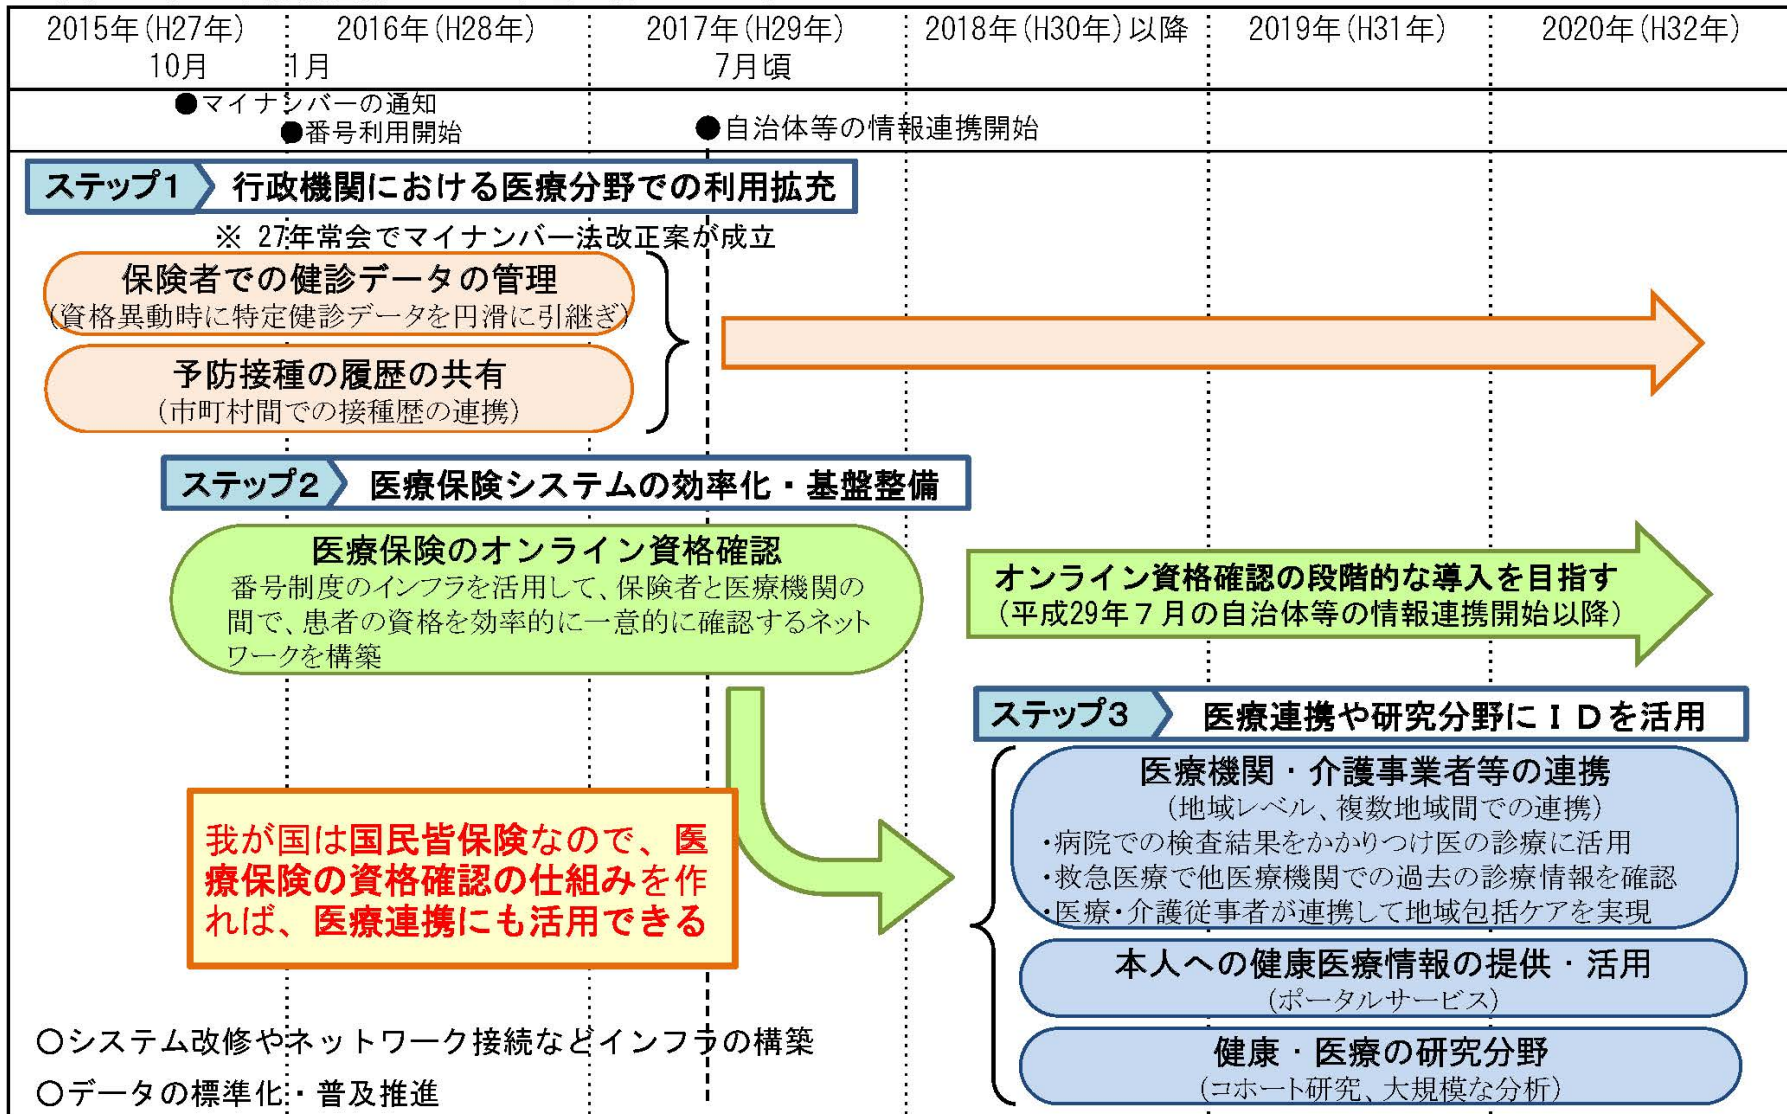 2015年(H27年)
10月
2016年(H28年)
1月
2017年(H29年)
7月頃
2018年(H30年)以降
2019年(H31年)
2020年(H32年)
●マイナンバーの通知
●番号利用開始
●自治体等の情報連携開始
ステップ1
行政機関における医療分野での利用拡充
※ 27年常会でマイナンバー法改正案が成立
保険者での健診データの管理
(資格異動時に特定健診データを円滑に引継ぎ)
予防接種の履歴の共有
(市町村間での接種歴の連携)
ステップ2
医療保険システムの効率化・基盤整備
医療保険のオンライン資格確認
番号制度のインフラを活用して、保険者と医療機関の
間で、患者の資格を効率的に一意的に確認するネット
ワークを構築
オンライン資格確認の段階的な導入を目指す
(平成29年７月の自治体等の情報連携開始以降)
ステップ3
医療連携や研究分野にＩＤを活用
我が国は国民皆保険なので、医
療保険の資格確認の仕組みを作
れば、医療連携にも活用できる
医療機関・介護事業者等の連携
(地域レベル、複数地域間での連携)
・病院での検査結果をかかりつけ医の診療に活用
・救急医療で他医療機関での過去の診療情報を確認
・医療・介護従事者が連携して地域包括ケアを実現
本人への健康医療情報の提供・活用
(ポータルサービス)
健康・医療の研究分野
(コホート研究、大規模な分析)
○システム改修やネットワーク接続などインフラの構築
○データの標準化・普及推進